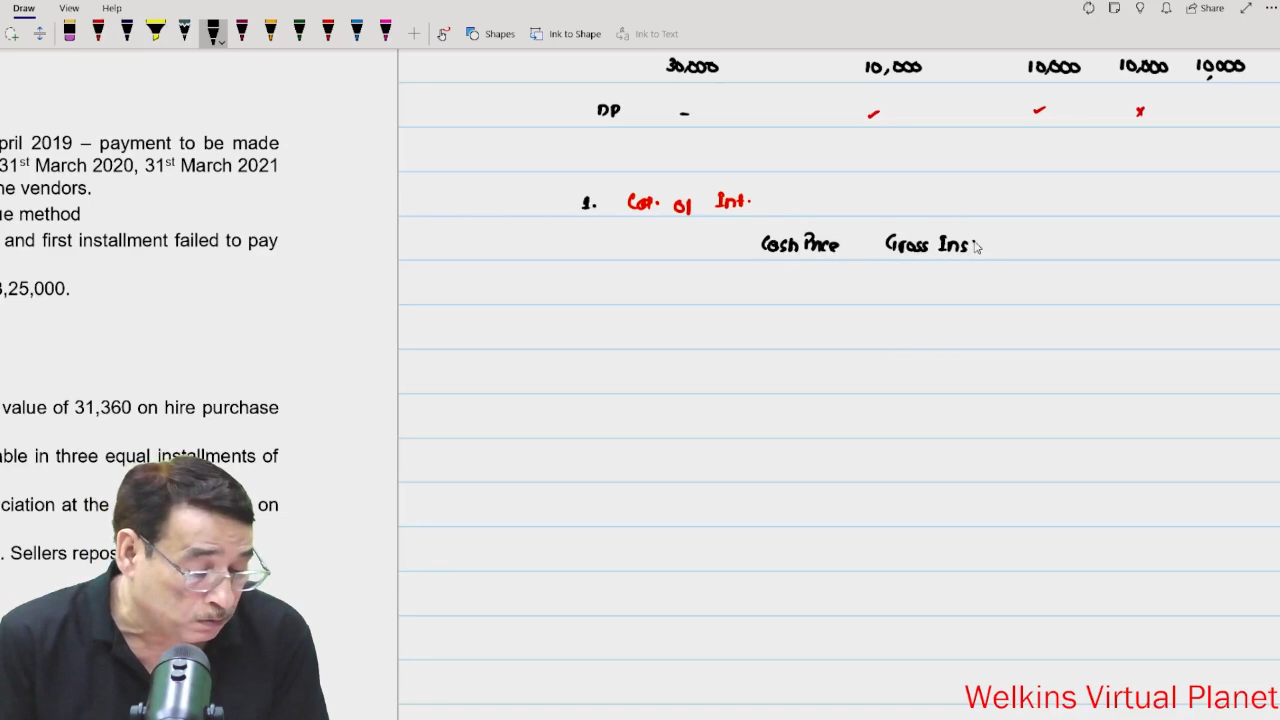 Draw View Help
Share
Shapes Ink to Shape Ink to Text
30,000 10,000 10,000 10,000 10,000
DP - ✓ ✓ x
pril 2019 – payment to be made
31st March 2020, 31st March 2021
ne vendors.
ue method
and first installment failed to pay
3,25,000.
1. Cal. of Int.
Cash Price Gross Ins
value of 31,360 on hire purchase
able in three equal installments of
ciation at the on
. Sellers repos
Welkins Virtual Planet